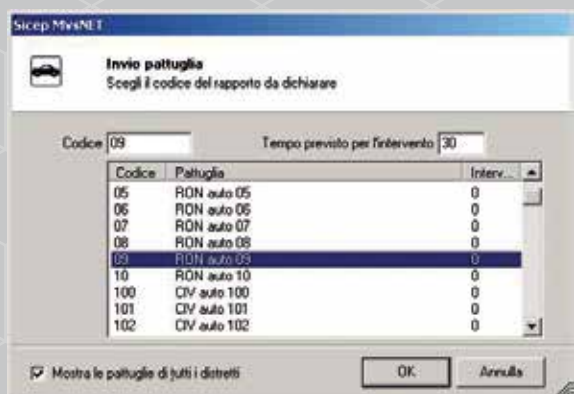 Sicep MvsNET
Invio pattuglia
Scegli il codice del rapporto da dichiarare
Codice 09 Tempo previsto per l'intervento 30
Codice Pattuglia Interv...
05 RON auto 05 0
06 RON auto 06 0
07 RON auto 07 0
08 RON auto 08 0
09 RON auto 09 0
10 RON auto 10 0
100 CIV auto 100 0
101 CIV auto 101 0
102 CIV auto 102 0
Mostra le pattuglie di tutti i distretti OK Annulla